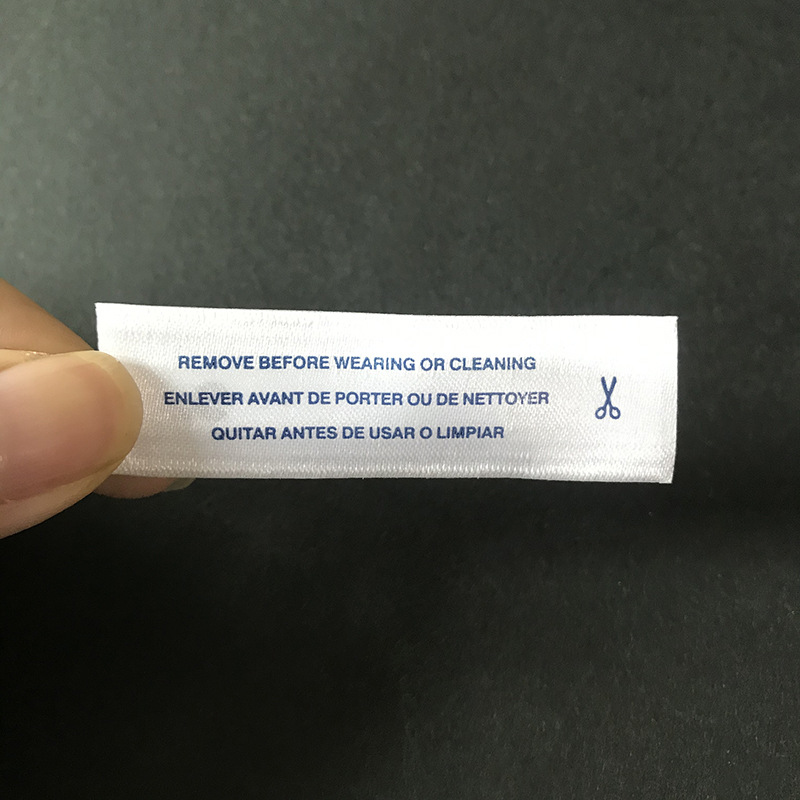 REMOVE BEFORE WEARING OR CLEANING
ENLEVER AVANT DE PORTER OU DE NETTOYER
QUITAR ANTES DE USAR O LIMPIAR